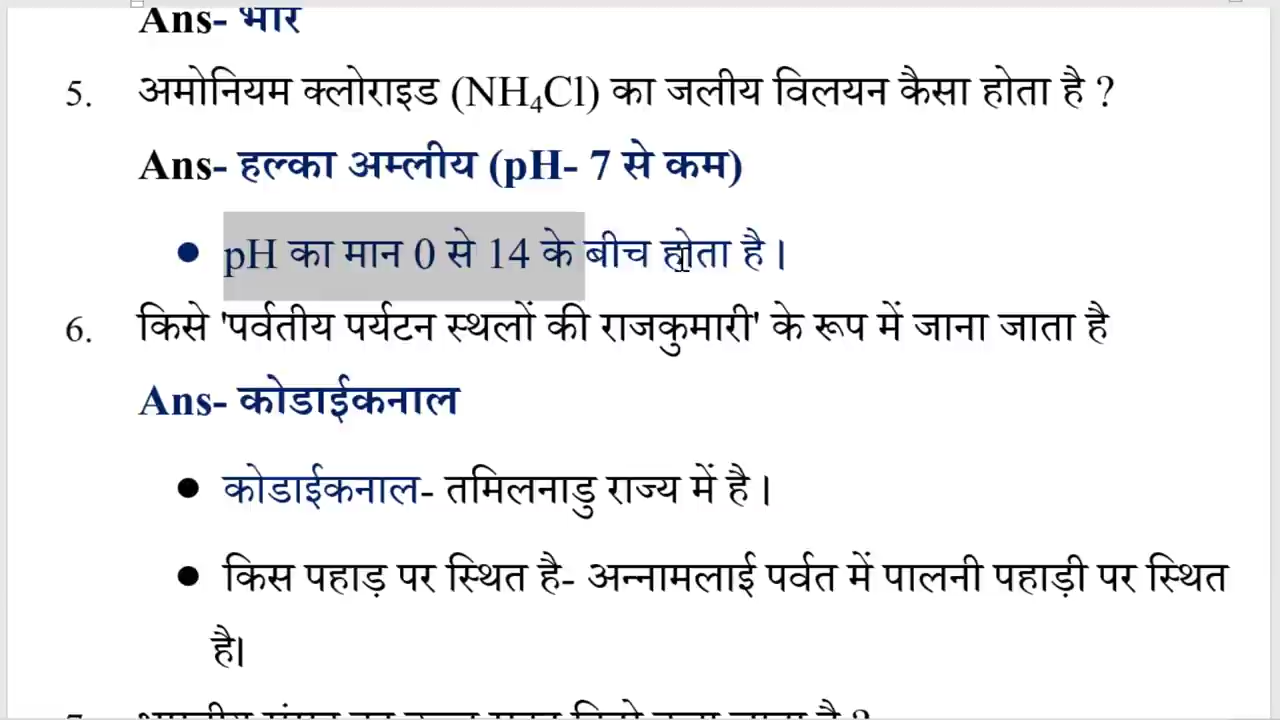 Ans- भार
5. अमोनियम क्लोराइड (NH₄Cl) का जलीय विलयन कैसा होता है ?
Ans- हल्का अम्लीय (pH- 7 से कम)
● pH का मान 0 से 14 के बीच होता है ।
6. किसे 'पर्वतीय पर्यटन स्थलों की राजकुमारी' के रूप में जाना जाता है
Ans- कोडाईकनाल
● कोडाईकनाल- तमिलनाडु राज्य में है ।
● किस पहाड़ पर स्थित है- अन्नामलाई पर्वत में पालनी पहाड़ी पर स्थित
है।